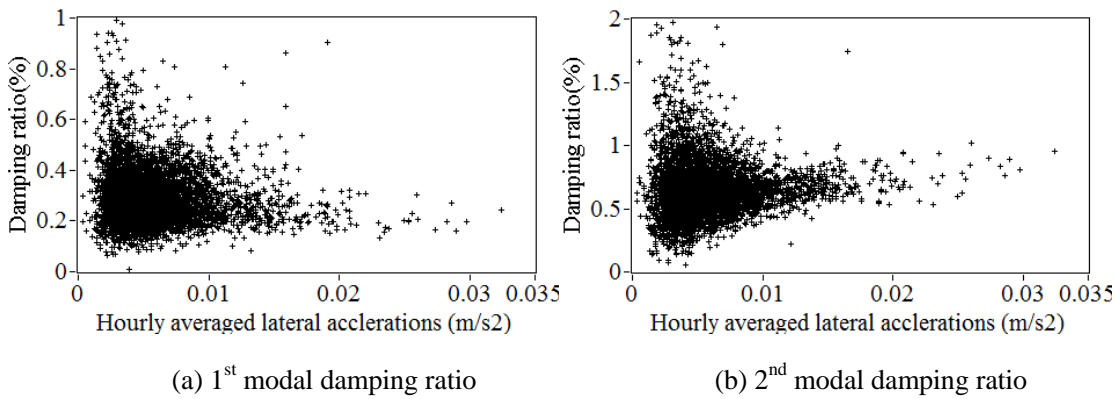 1
0.8
0.6
0.4
0.2
0
Damping ratio(%)
0 0.01 0.02 0.03 0.035
Hourly averaged lateral acclerations (m/s2)
(a) 1st modal damping ratio
2
1.5
1
0.5
0
Damping ratio(%)
0 0.01 0.02 0.03 0.035
Hourly averaged lateral acclerations (m/s2)
(b) 2nd modal damping ratio